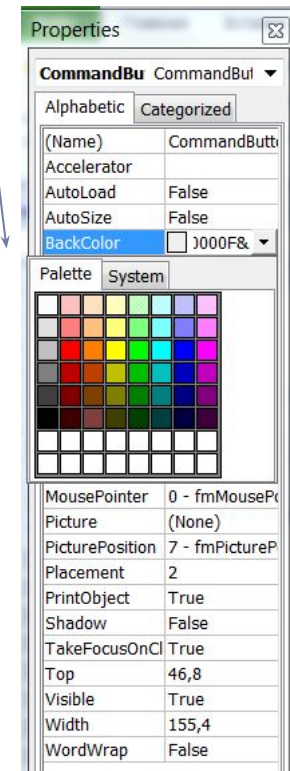 Properties
CommandBu CommandBut
Alphabetic Categorized
(Name) CommandButto
Accelerator
AutoLoad False
AutoSize False
BackColor 0000F&
Palette System
MousePointer 0 - fmMousePo
Picture (None)
PicturePosition 7 - fmPictureP
Placement 2
PrintObject True
Shadow False
TakeFocusOnCl True
Top 46,8
Visible True
Width 155,4
WordWrap False